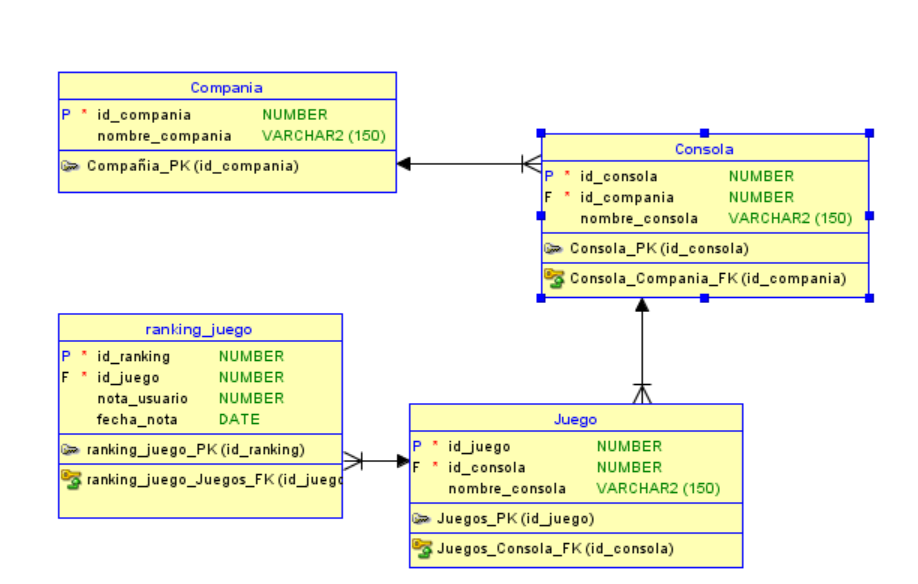 Compania
P * id_compania NUMBER
nombre_compania VARCHAR2 (150)
Compañia_PK (id_compania)
Consola
P * id_consola NUMBER
F * id_compania NUMBER
nombre_consola VARCHAR2 (150)
Consola_PK (id_consola)
Consola_Compania_FK (id_compania)
ranking_juego
P * id_ranking NUMBER
F * id_juego NUMBER
nota_usuario NUMBER
fecha_nota DATE
ranking_juego_PK (id_ranking)
ranking_juego_Juegos_FK (id_juego
Juego
P * id_juego NUMBER
F * id_consola NUMBER
nombre_consola VARCHAR2 (150)
Juegos_PK (id_juego)
Juegos_Consola_FK (id_consola)